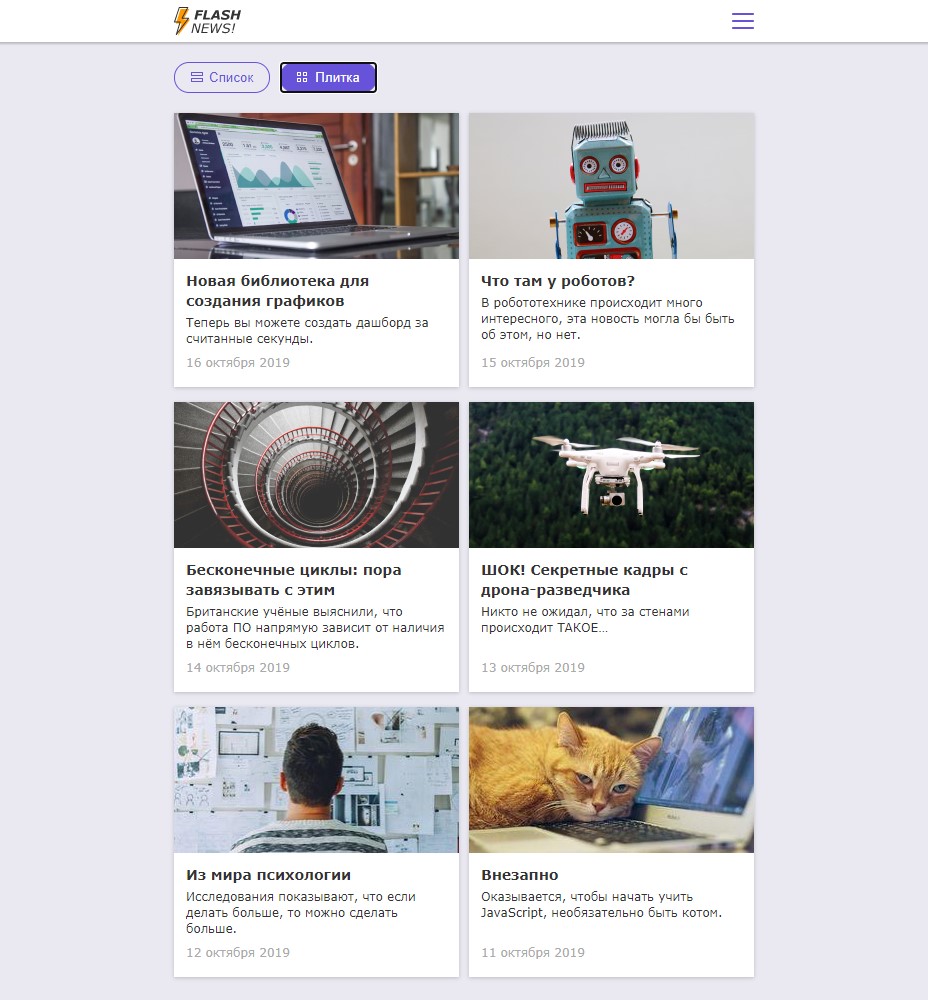 FLASH
NEWS!
Список
Плитка
Новая библиотека для
создания графиков
Теперь вы можете создать дашборд за
считанные секунды.
16 октября 2019
Что там у роботов?
В робототехнике происходит много
интересного, эта новость могла бы быть
об этом, но нет.
15 октября 2019
Бесконечные циклы: пора
завязывать с этим
Британские учёные выяснили, что
работа ПО напрямую зависит от наличия
в нём бесконечных циклов.
14 октября 2019
ШОК! Секретные кадры с
дрона-разведчика
Никто не ожидал, что за стенами
происходит ТАКОЕ...
13 октября 2019
Из мира психологии
Исследования показывают, что если
делать больше, то можно сделать
больше.
12 октября 2019
Внезапно
Оказывается, чтобы начать учить
JavaScript, необязательно быть котом.
11 октября 2019